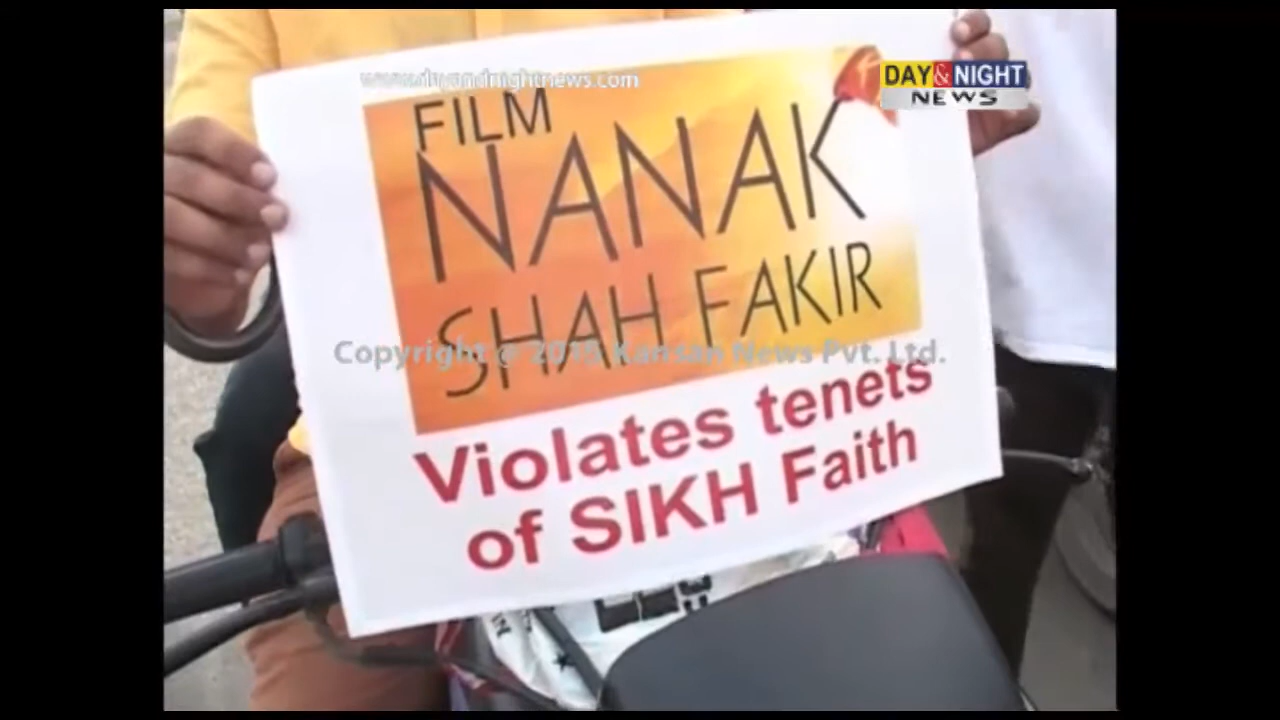 www.dayandnightnews.com
DAY&NIGHT
NEWS
FILM
NANAK
SHAH FAKIR
Copyright @ 2015 Kansan News Pvt. Ltd.
Violates tenets
of SIKH Faith